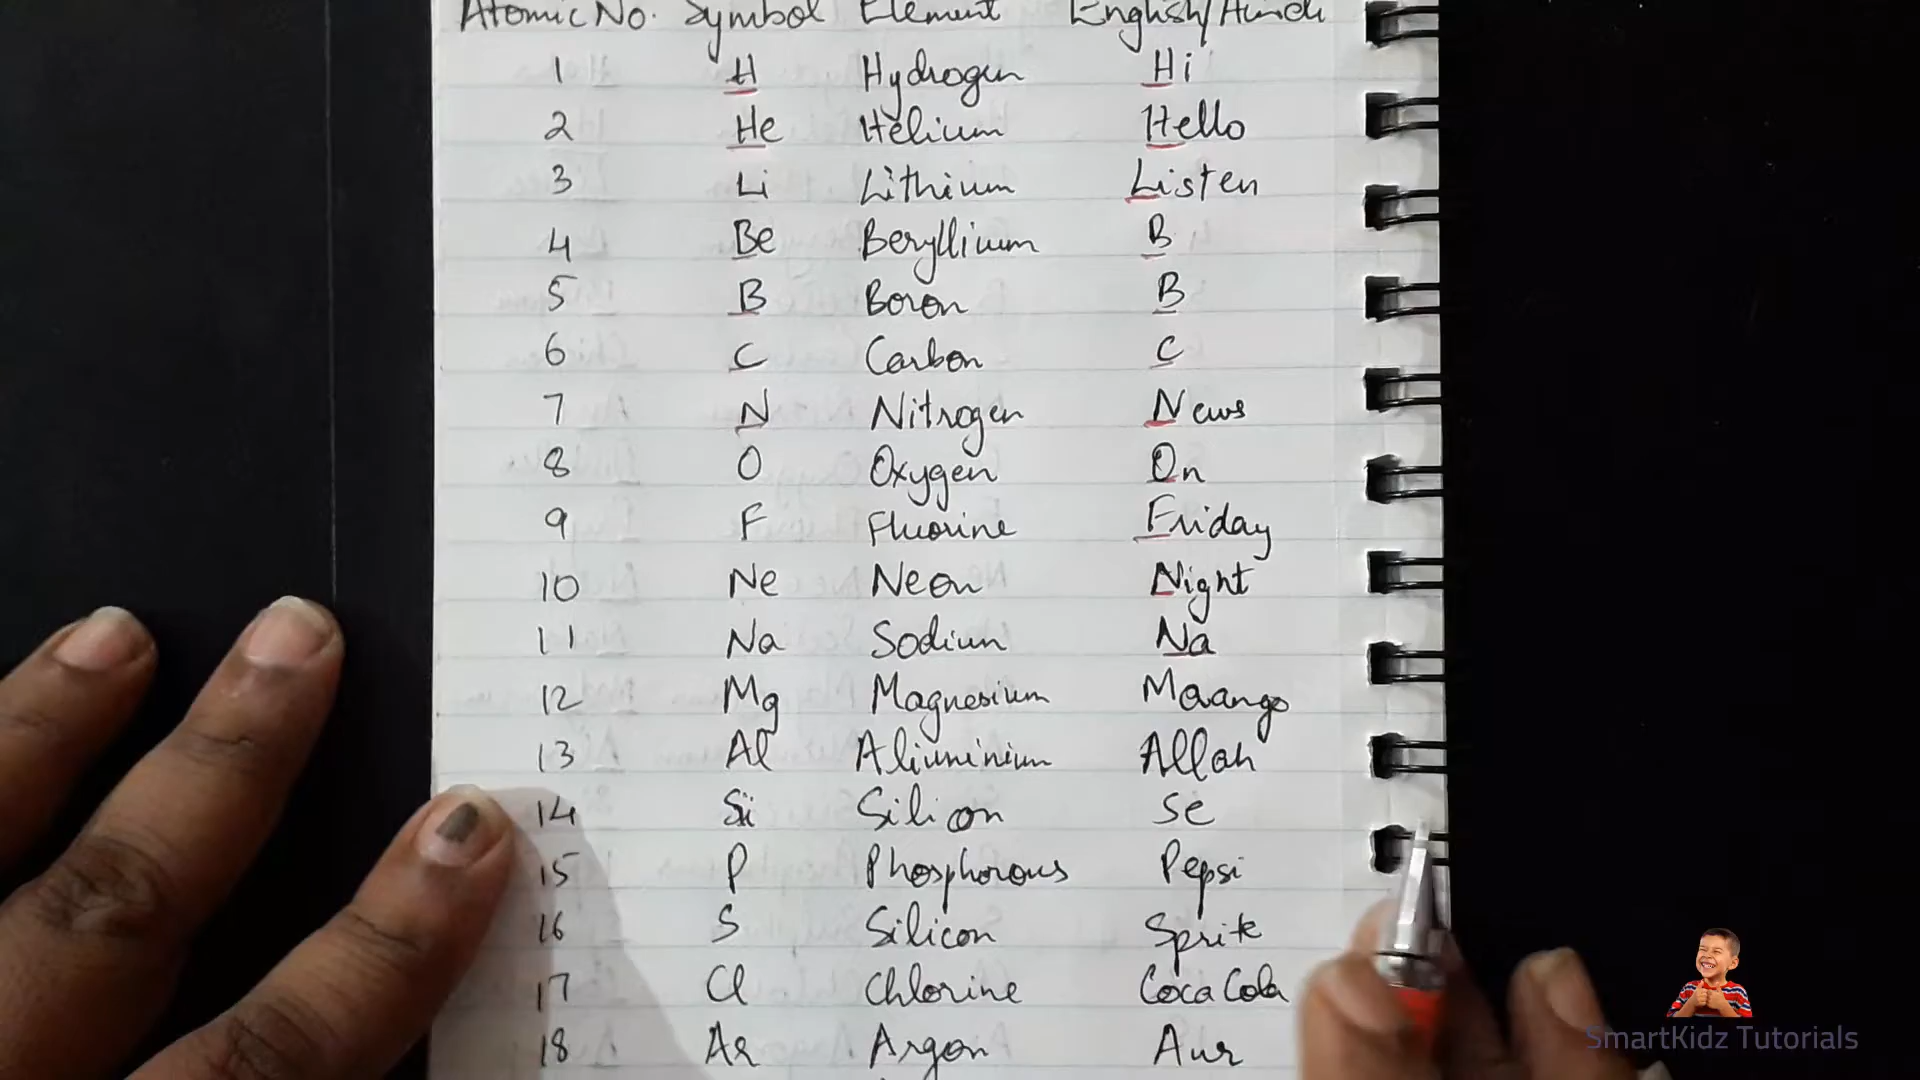 Atomic No. Symbol Element English/Hindi
1 H Hydrogen Hi
2 He Helium Hello
3 Li Lithium Listen
4 Be Beryllium B
5 B Boron B
6 C Carbon C
7 N Nitrogen News
8 O Oxygen On
9 F Fluorine Friday
10 Ne Neon Night
11 Na Sodium Na
12 Mg Magnesium Maango
13 Al Aliuminium Allah
14 Si Silicon Se
15 P Phosphorous Pepsi
16 S Silicon Sprite
17 Cl Chlorine Coca Cola
18 Ar Argon Aur
SmartKidz Tutorials